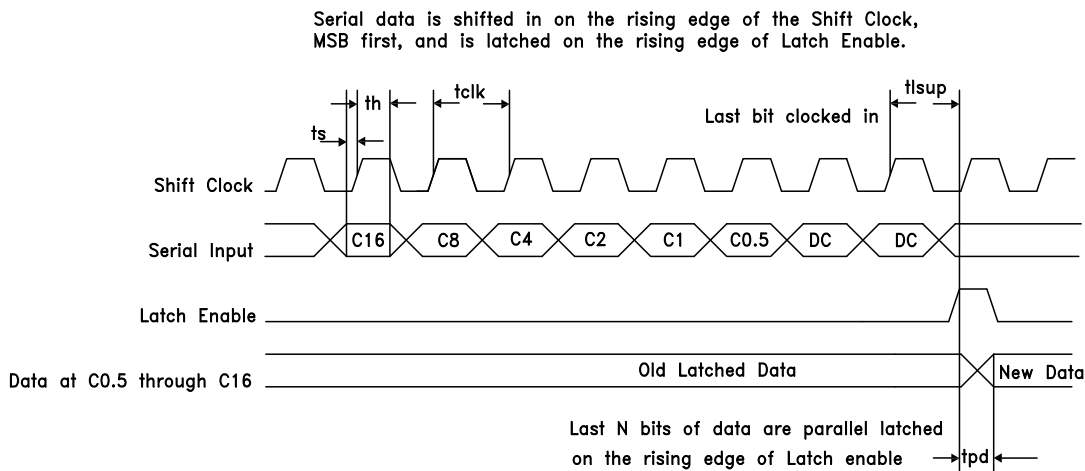 Serial data is shifted in on the rising edge of the Shift Clock,
MSB first, and is latched on the rising edge of Latch Enable.
th
tclk
tlsup
Last bit clocked in
ts
Shift Clock
Serial Input
C16
C8
C4
C2
C1
C0.5
DC
DC
Latch Enable
Data at C0.5 through C16
Old Latched Data
New Data
Last N bits of data are parallel latched
on the rising edge of Latch enable
tpd